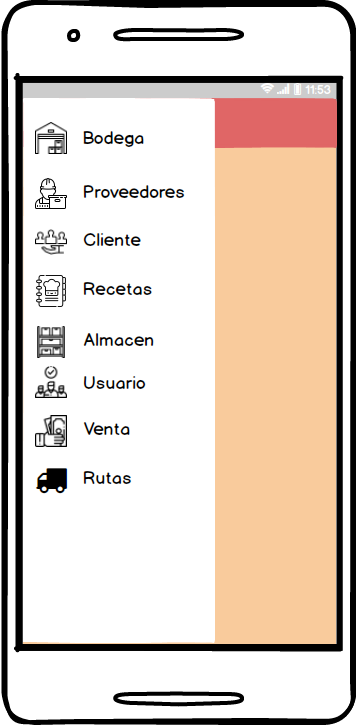 11:53
Bodega
Proveedores
Cliente
Recetas
Almacen
Usuario
Venta
Rutas